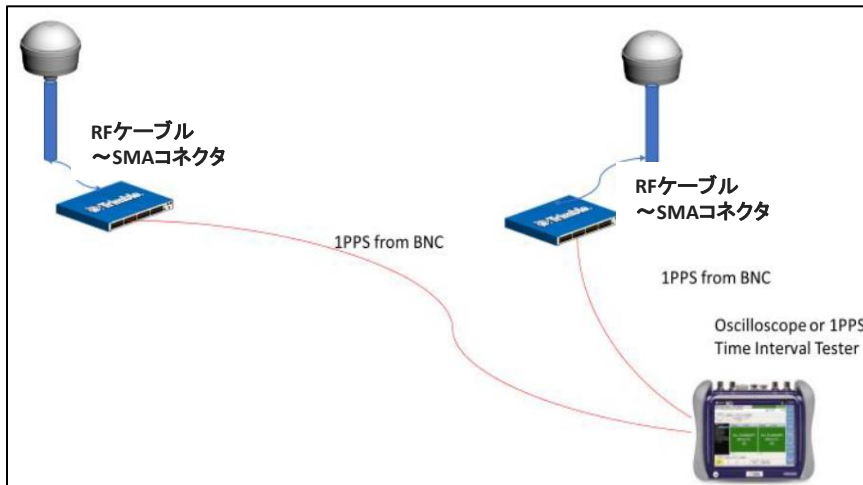 RFケーブル
～SMAコネクタ
Trimble
1PPS from BNC
Trimble
RFケーブル
～SMAコネクタ
1PPS from BNC
Oscilloscope or 1PPS
Time Interval Tester